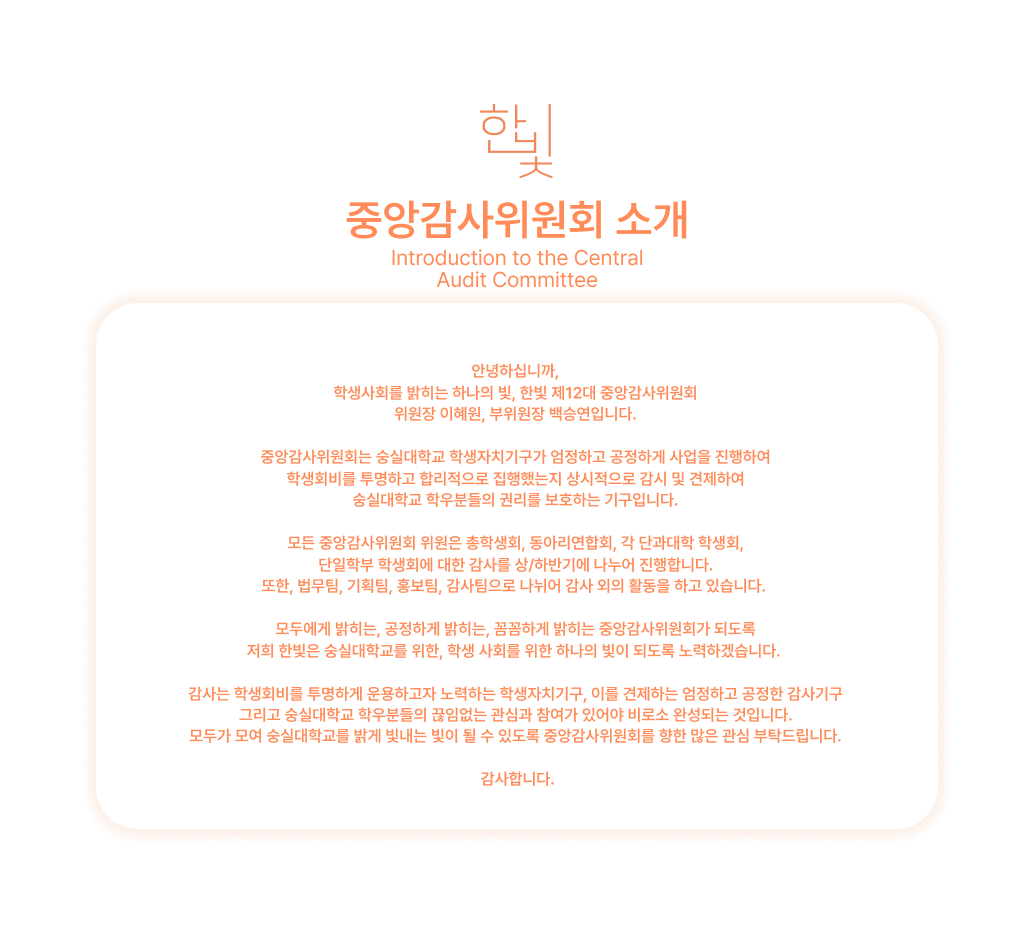 한빛
중앙감사위원회 소개
Introduction to the Central
Audit Committee
안녕하십니까,
학생사회를 밝히는 하나의 빛, 한빛 제12대 중앙감사위원회
위원장 이혜원, 부위원장 백승연입니다.
중앙감사위원회는 숭실대학교 학생자치기구가 엄정하고 공정하게 사업을 진행하여
학생회비를 투명하고 합리적으로 집행했는지 상시적으로 감시 및 견제하여
숭실대학교 학우분들의 권리를 보호하는 기구입니다.
모든 중앙감사위원회 위원은 총학생회, 동아리연합회, 각 단과대학 학생회,
단일학부 학생회에 대한 감사를 상/하반기에 나누어 진행합니다.
또한, 법무팀, 기획팀, 홍보팀, 감사팀으로 나뉘어 감사 외의 활동을 하고 있습니다.
모두에게 밝히는, 공정하게 밝히는, 꼼꼼하게 밝히는 중앙감사위원회가 되도록
저희 한빛은 숭실대학교를 위한, 학생 사회를 위한 하나의 빛이 되도록 노력하겠습니다.
감사는 학생회비를 투명하게 운용하고자 노력하는 학생자치기구, 이를 견제하는 엄정하고 공정한 감사기구
그리고 숭실대학교 학우분들의 끊임없는 관심과 참여가 있어야 비로소 완성되는 것입니다.
모두가 모여 숭실대학교를 밝게 빛내는 빛이 될 수 있도록 중앙감사위원회를 향한 많은 관심 부탁드립니다.
감사합니다.